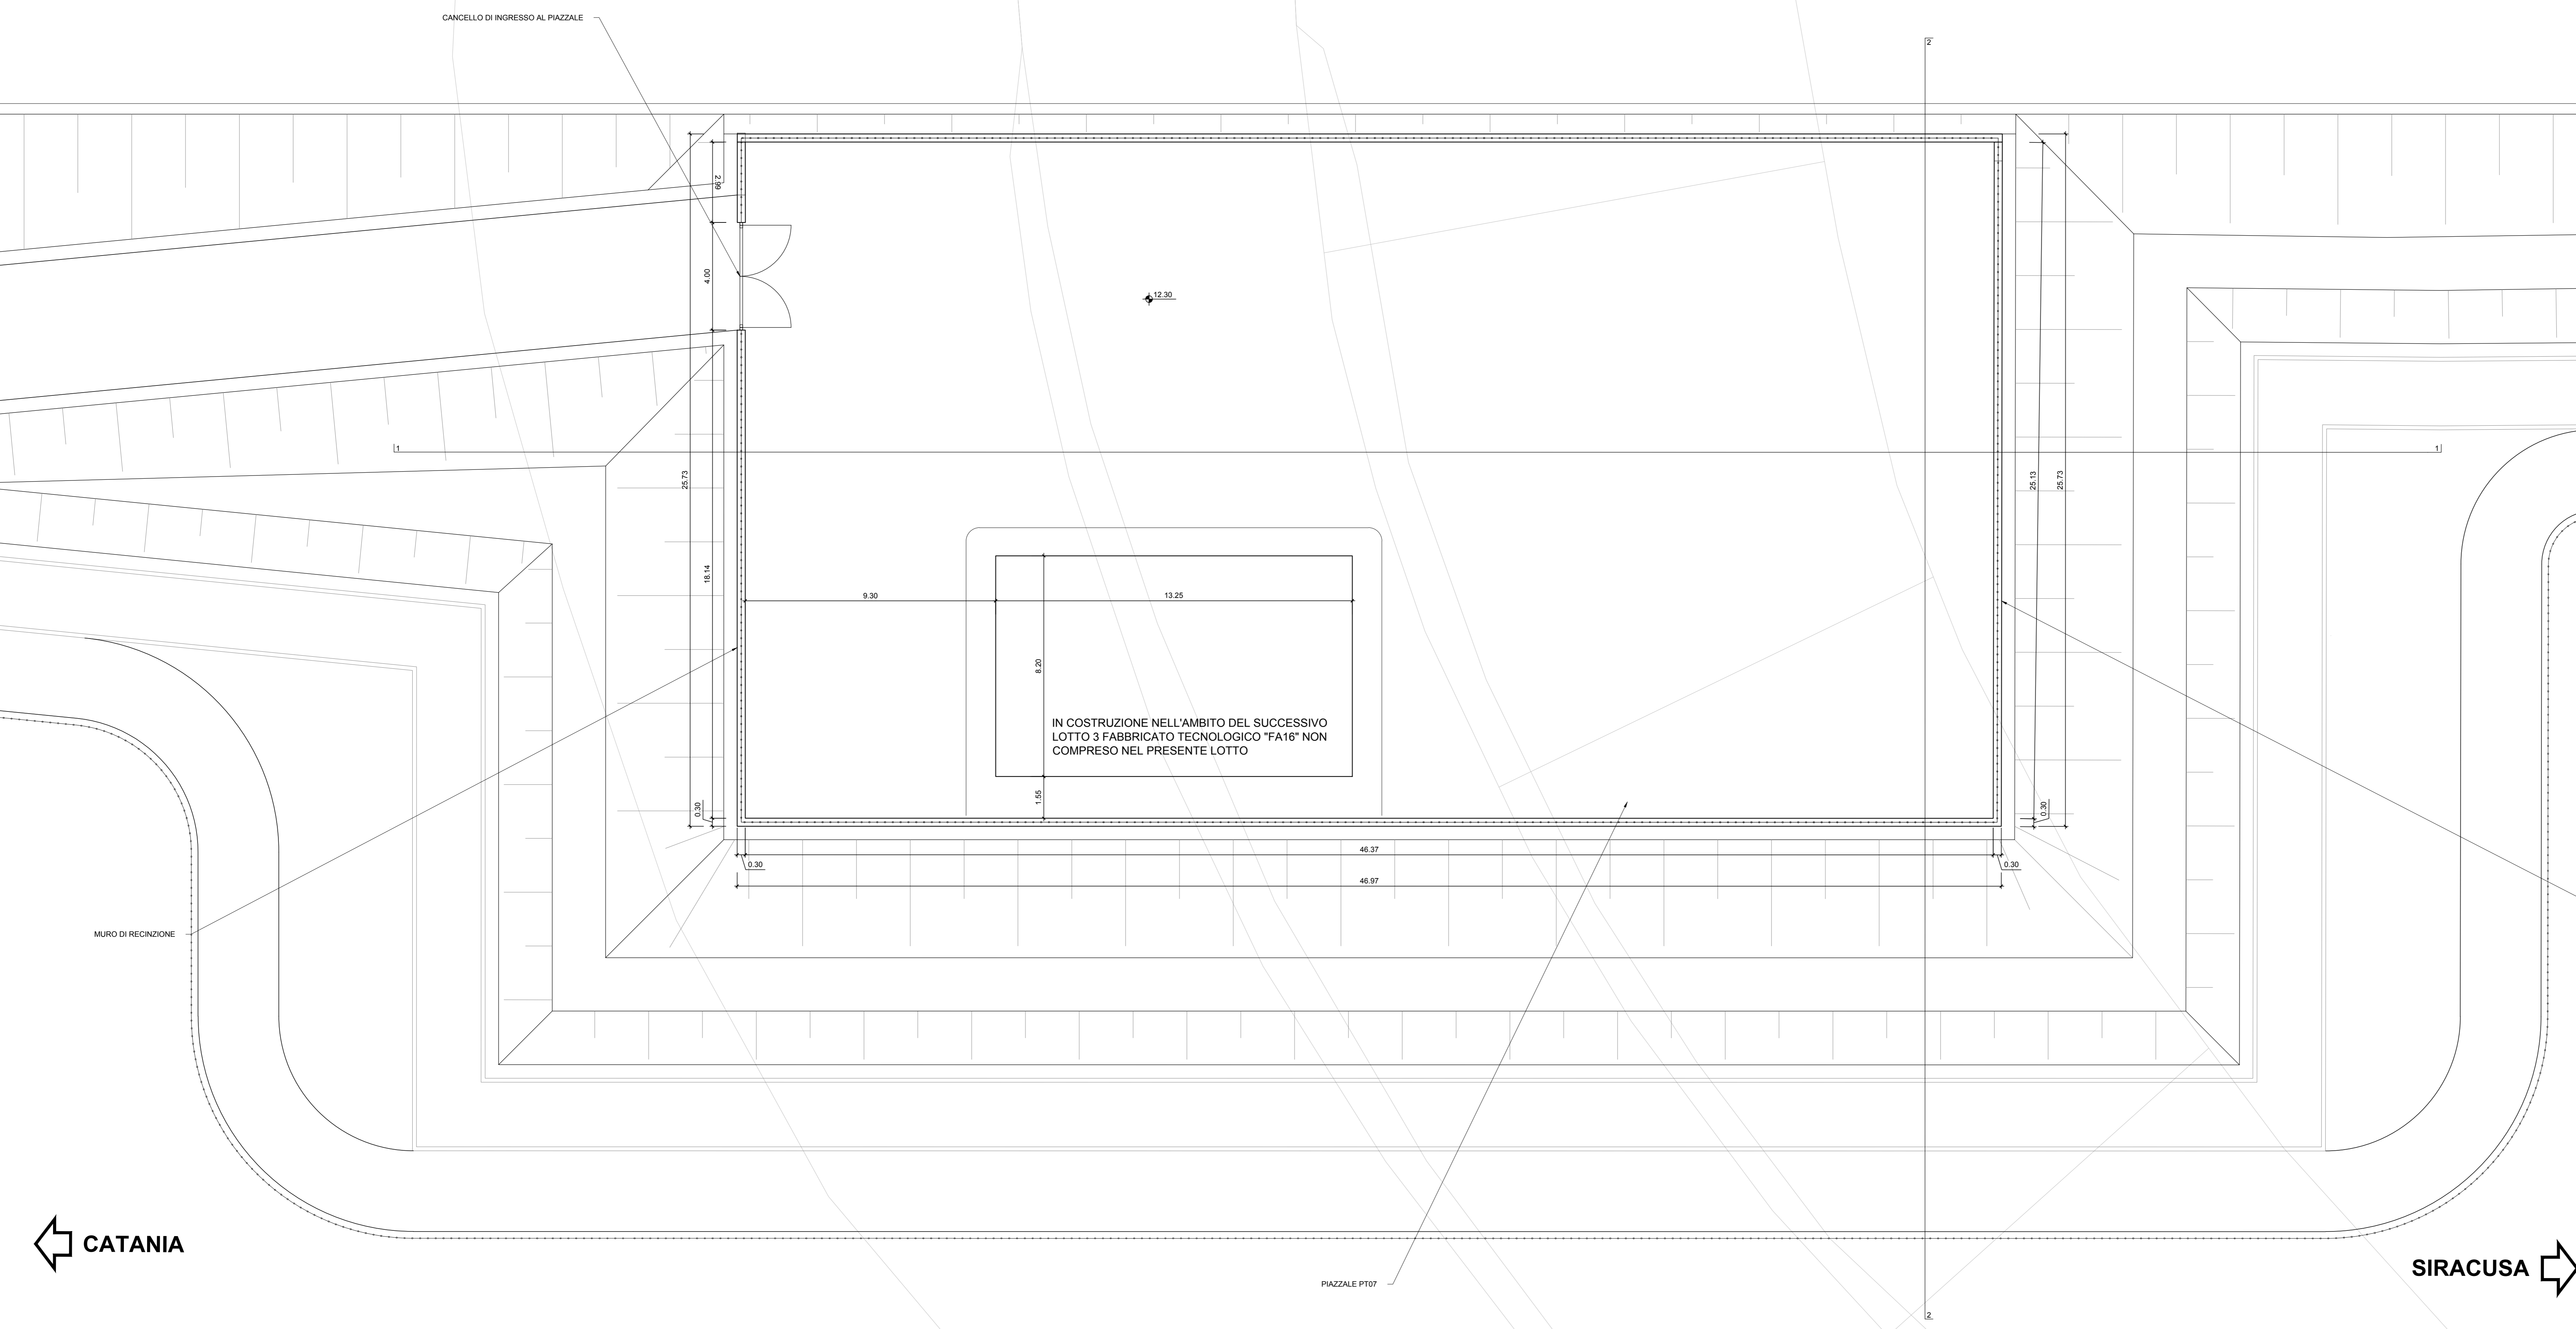 CANCELLO DI INGRESSO AL PIAZZALE
2
2.99
4.00
12.30
1
1
25.73
25.13
25.73
18.14
9.30
13.25
8.20
IN COSTRUZIONE NELL'AMBITO DEL SUCCESSIVO
LOTTO 3 FABBRICATO TECNOLOGICO "FA16" NON
COMPRESO NEL PRESENTE LOTTO
1.55
0.30
0.30
46.37
0.30
0.30
46.97
MURO DI RECINZIONE
CATANIA
SIRACUSA
PIAZZALE PT07
2